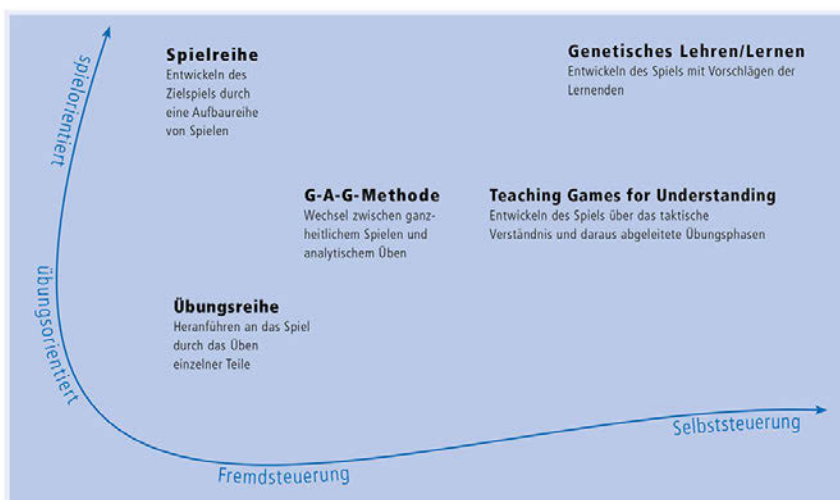 spielorientiert
übungsorientiert
Spielreihe
Entwickeln des
Zielspiels durch
eine Aufbaureihe
von Spielen
Genetisches Lehren/Lernen
Entwickeln des Spiels mit Vorschlägen der
Lernenden
G-A-G-Methode
Wechsel zwischen ganz-
heitlichem Spielen und
analytischem Üben
Teaching Games for Understanding
Entwickeln des Spiels über das taktische
Verständnis und daraus abgeleitete Übungsphasen
Übungsreihe
Heranführen an das Spiel
durch das Üben
einzelner Teile
Fremdsteuerung
Selbststeuerung